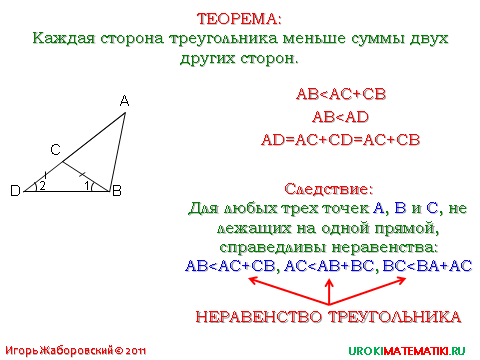 ТЕОРЕМА:
Каждая сторона треугольника меньше суммы двух
других сторон.
AB<AC+CB
AB<AD
AD=AC+CD=AC+CB
A
C
D
2
1
B
Следствие:
Для любых трех точек A, B и C, не
лежащих на одной прямой,
справедливы неравенства:
AB<AC+CB, AC<AB+BC, BC<BA+AC
НЕРАВЕНСТВО ТРЕУГОЛЬНИКА
Игорь Жаборовский © 2011
UROKIMATEMATIKI.RU